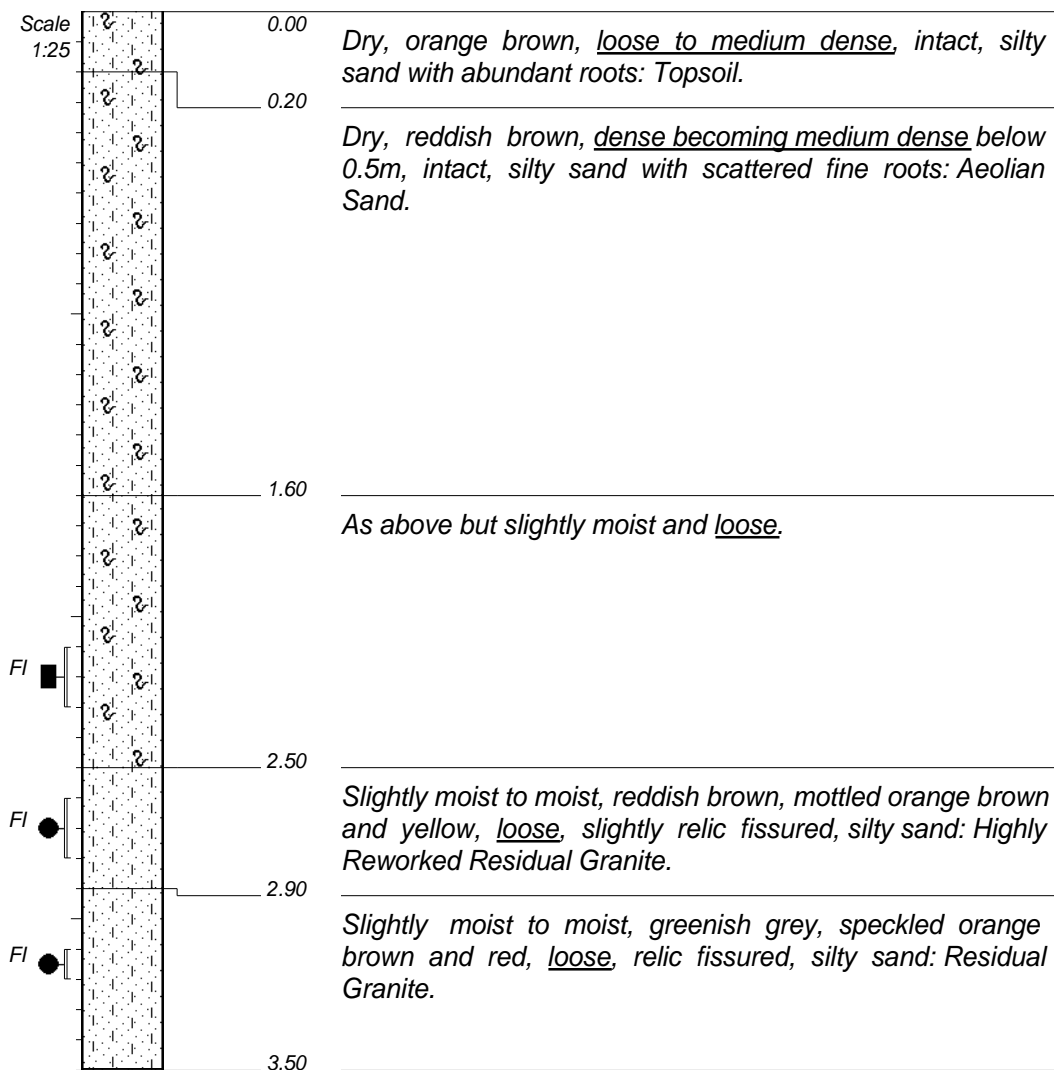 Scale
1:25
0.00
Dry, orange brown, loose to medium dense, intact, silty
sand with abundant roots: Topsoil.
0.20
Dry, reddish brown, dense becoming medium dense below
0.5m, intact, silty sand with scattered fine roots: Aeolian
Sand.
1.60
As above but slightly moist and loose.
FI
2.50
Slightly moist to moist, reddish brown, mottled orange brown
and yellow, loose, slightly relic fissured, silty sand: Highly
Reworked Residual Granite.
FI
2.90
Slightly moist to moist, greenish grey, speckled orange
brown and red, loose, relic fissured, silty sand: Residual
Granite.
FI
3.50